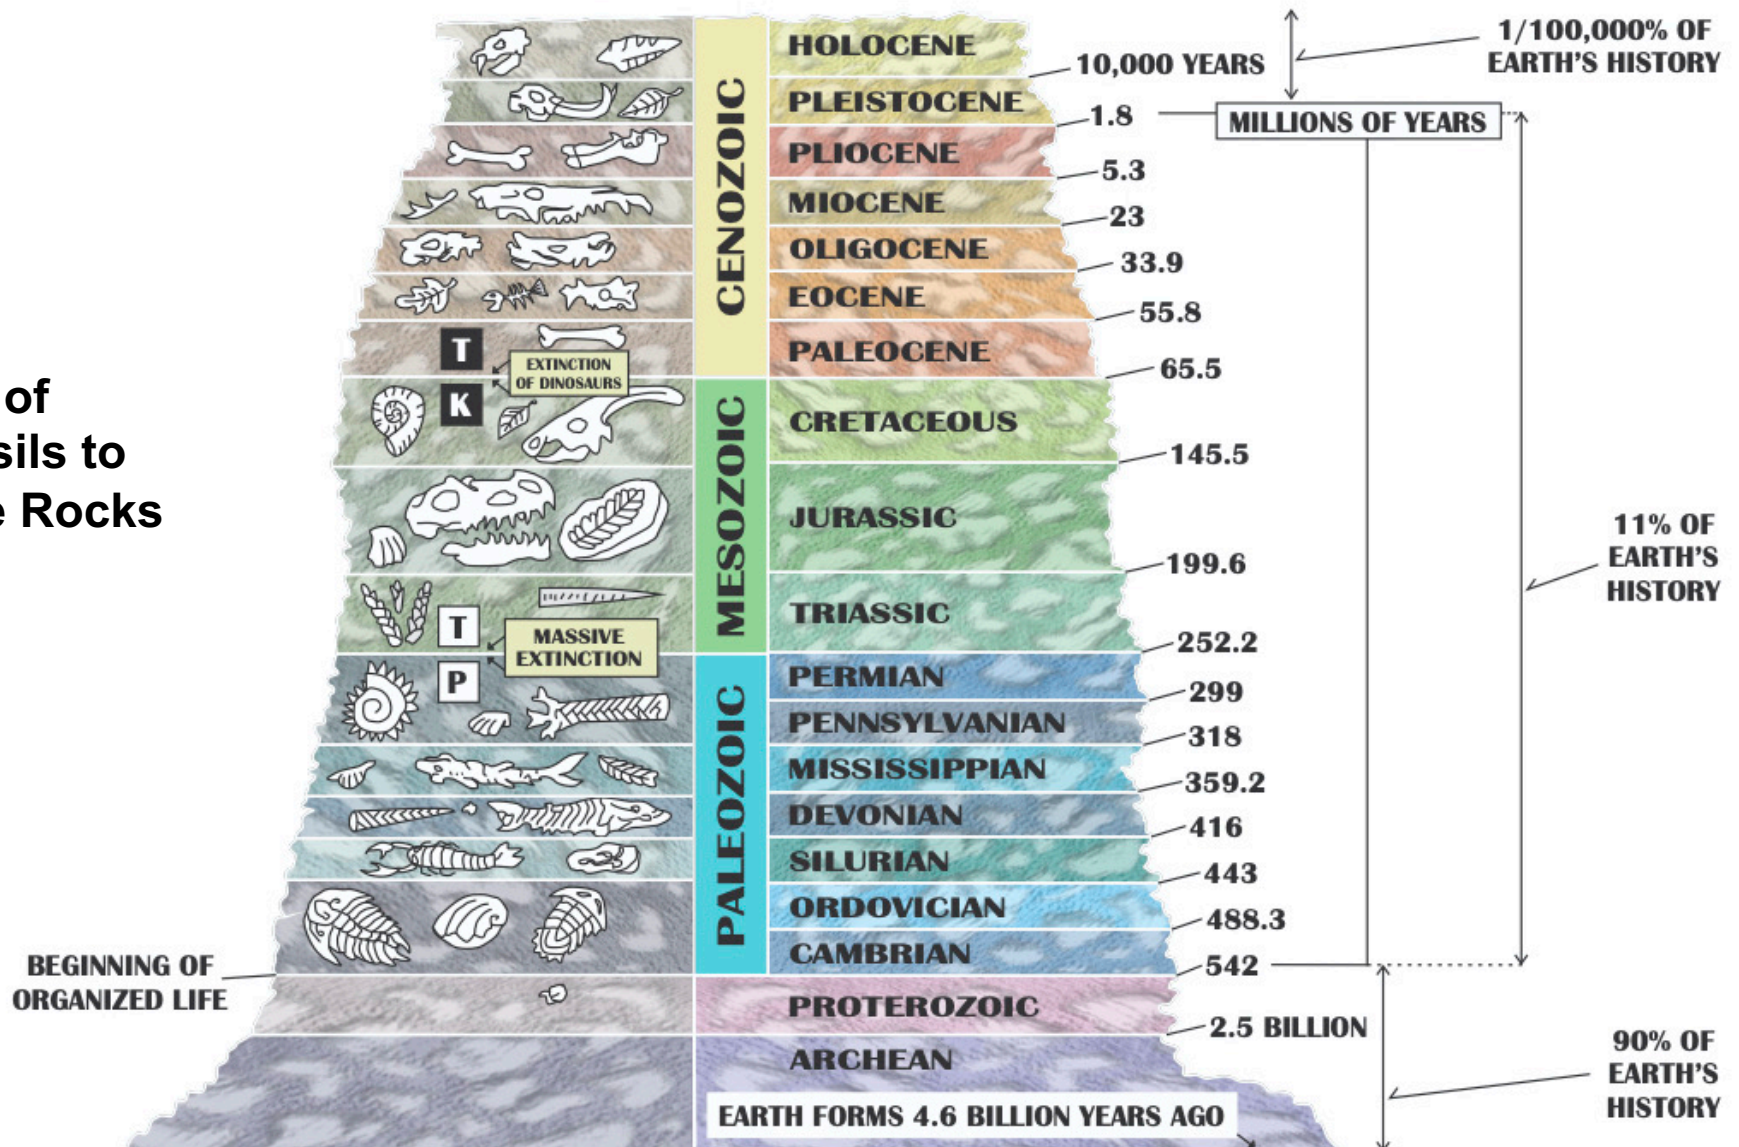 of
sils to
e Rocks
BEGINNING OF
ORGANIZED LIFE
T
EXTINCTION
OF DINOSAURS
K
T
MASSIVE
EXTINCTION
P
CENOZOIC
MESOZOIC
PALEOZOIC
HOLOCENE
10,000 YEARS
PLEISTOCENE
1.8
PLIOCENE
5.3
MIOCENE
23
OLIGOCENE
33.9
EOCENE
55.8
PALEOCENE
65.5
CRETACEOUS
145.5
JURASSIC
199.6
TRIASSIC
252.2
PERMIAN
299
PENNSYLVANIAN
318
MISSISSIPPIAN
359.2
DEVONIAN
416
SILURIAN
443
ORDOVICIAN
488.3
CAMBRIAN
542
PROTEROZOIC
2.5 BILLION
ARCHEAN
EARTH FORMS 4.6 BILLION YEARS AGO
1/100,000% OF
EARTH'S HISTORY
MILLIONS OF YEARS
11% OF
EARTH'S
HISTORY
90% OF
EARTH'S
HISTORY